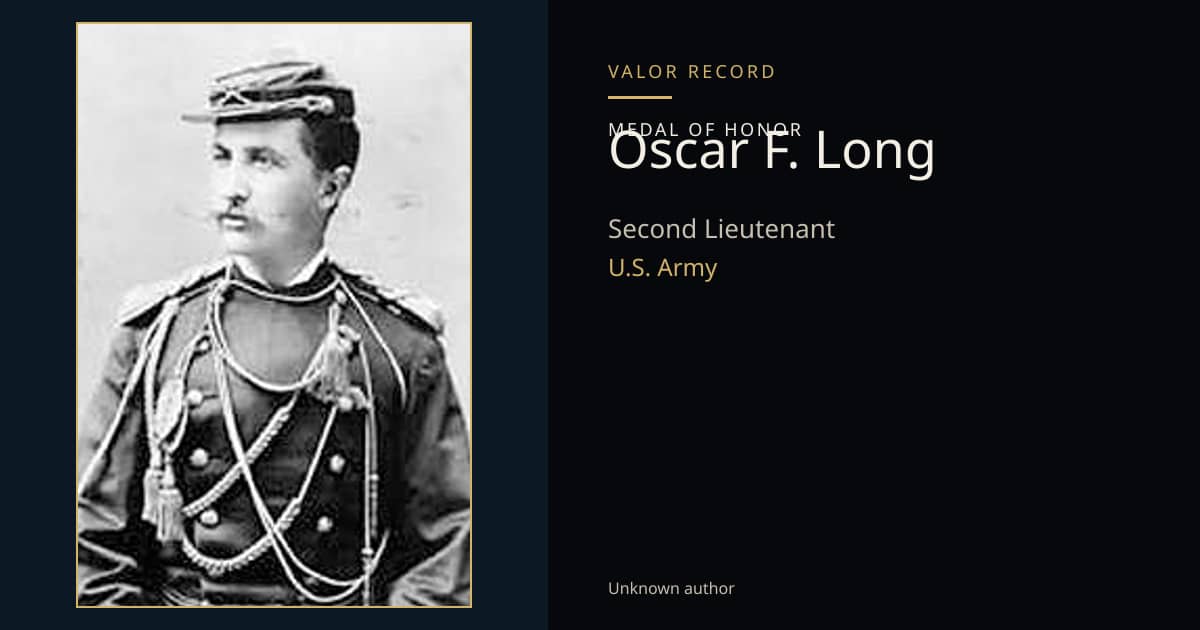 VALOR RECORD
MEDAL OF HONOR
Oscar F. Long
Second Lieutenant
U.S. Army
Unknown author